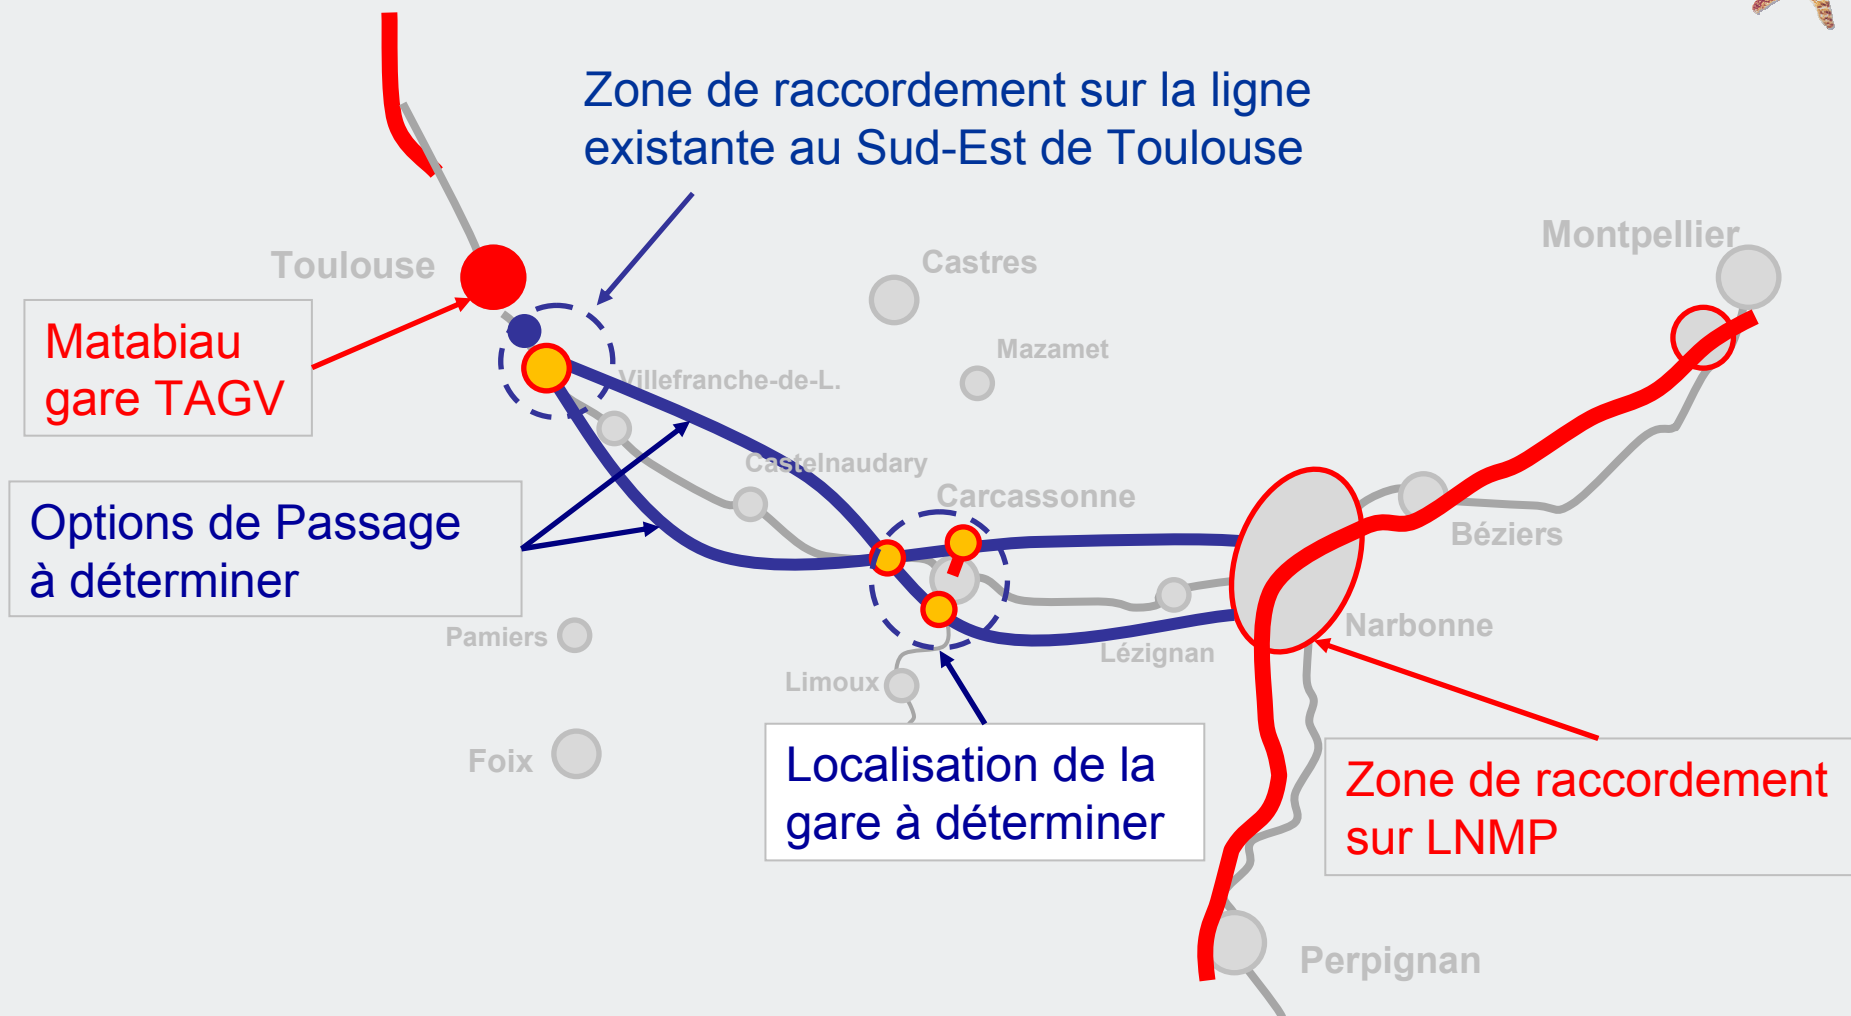 Zone de raccordement sur la ligne
existante au Sud-Est de Toulouse
Montpellier
Toulouse
Castres
Matabiau
gare TAGV
Mazamet
Villefranche-de-L.
Castelnaudary
Carcassonne
Options de Passage
à déterminer
Béziers
Pamiers
Narbonne
Lézignan
Limoux
Foix
Localisation de la
gare à déterminer
Zone de raccordement
sur LNMP
Perpignan